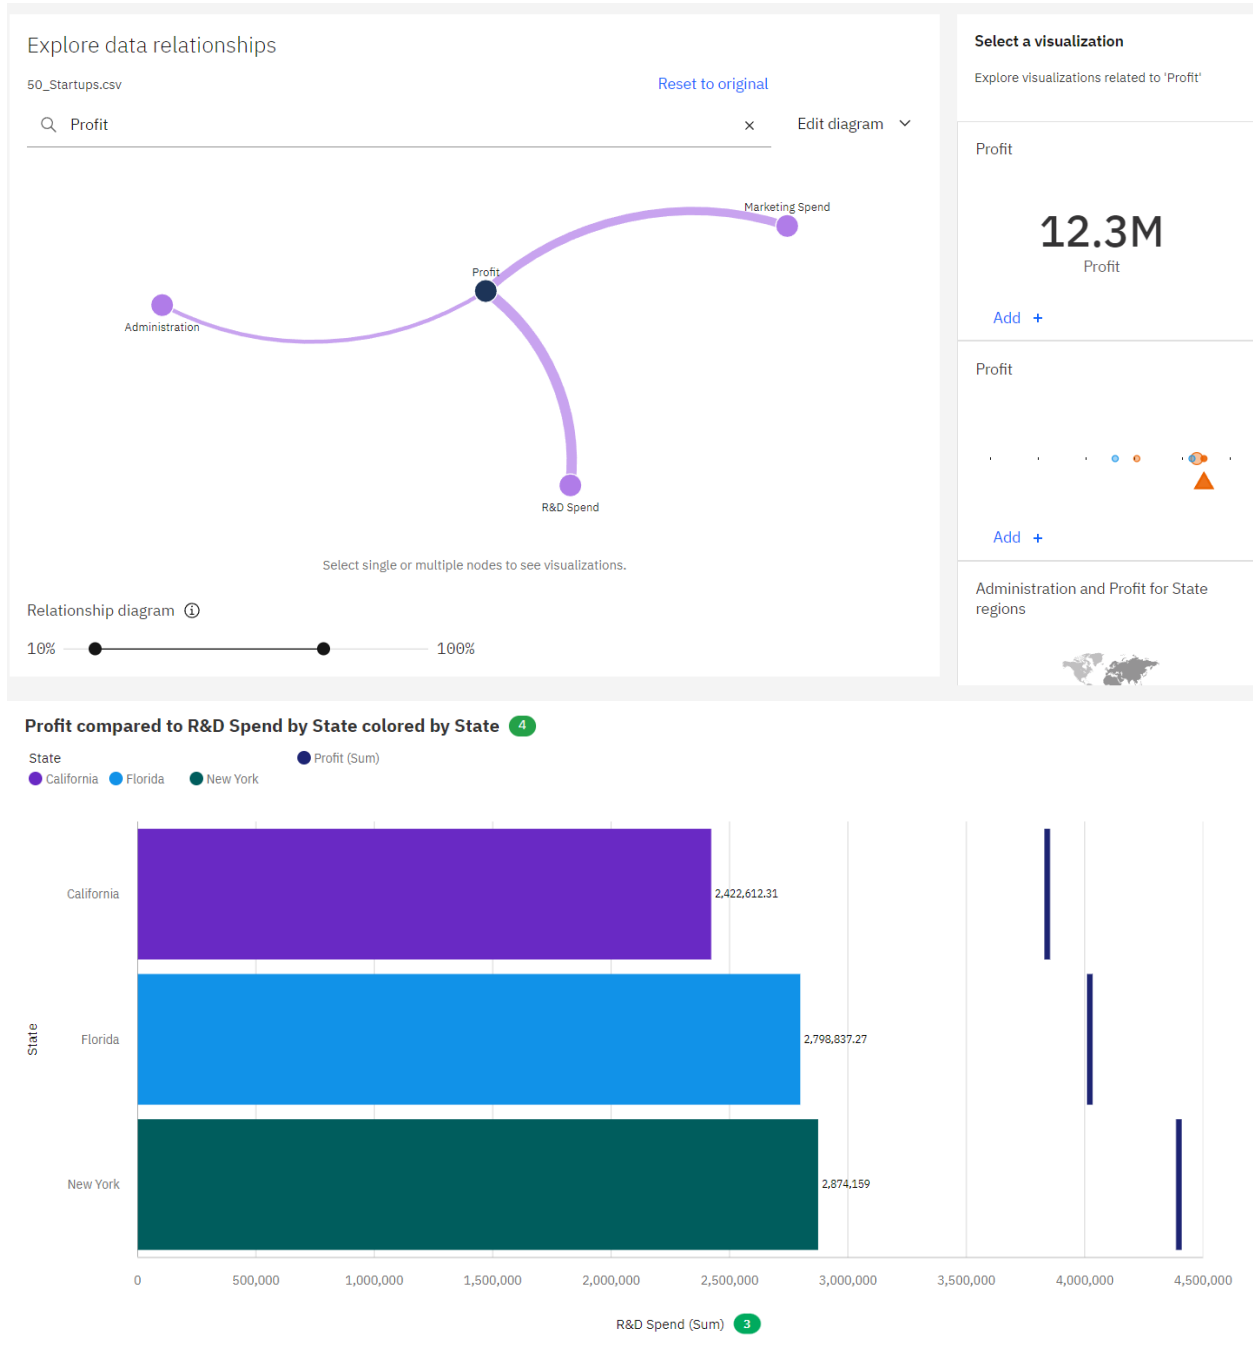 Explore data relationships
50_Startups.csv
Reset to original
Profit
Edit diagram
Marketing Spend
Profit
Administration
R&D Spend
Select single or multiple nodes to see visualizations.
Relationship diagram
10%
100%
Select a visualization
Explore visualizations related to 'Profit'
Profit
12.3M
Profit
Add +
Profit
Add +
Administration and Profit for State
regions
Profit compared to R&D Spend by State colored by State 4
State
Profit (Sum)
California Florida New York
California
2,422,612.31
Florida
2,798,837.27
New York
2,874,159
State
0 500,000 1,000,000 1,500,000 2,000,000 2,500,000 3,000,000 3,500,000 4,000,000 4,500,000
R&D Spend (Sum) 3